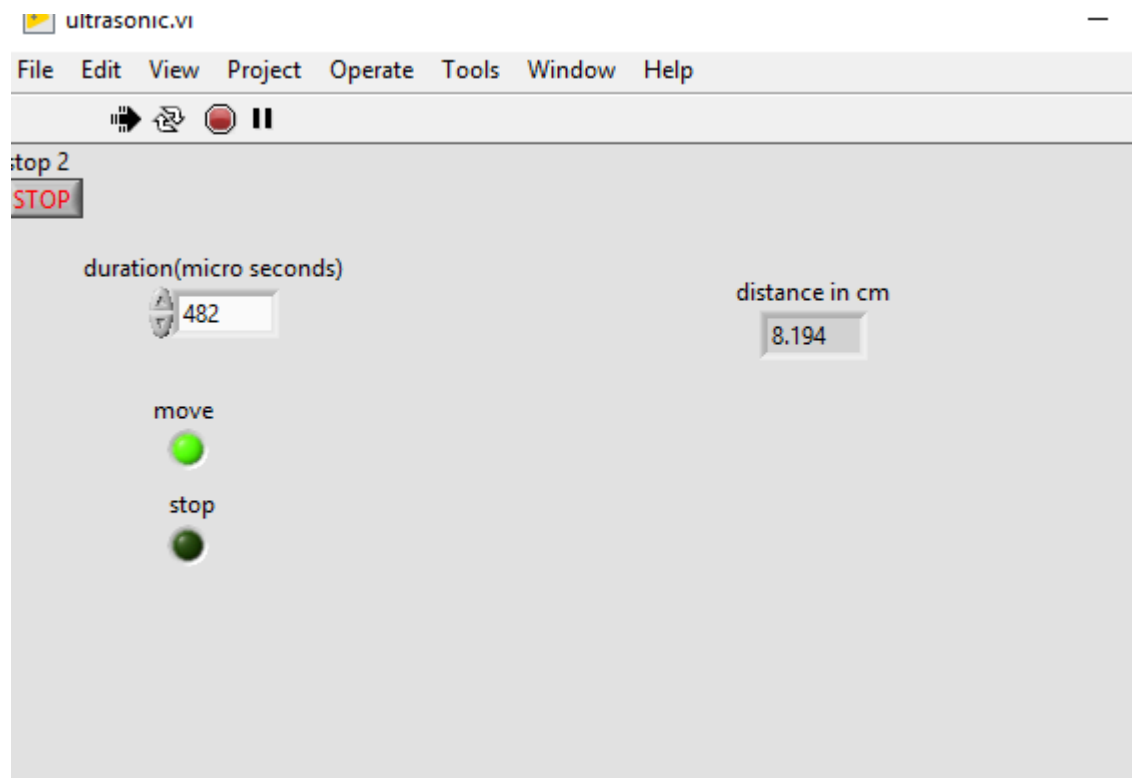 ultrasonic.vi
File Edit View Project Operate Tools Window Help
stop 2
STOP
duration(micro seconds)
482
distance in cm
8.194
move
stop